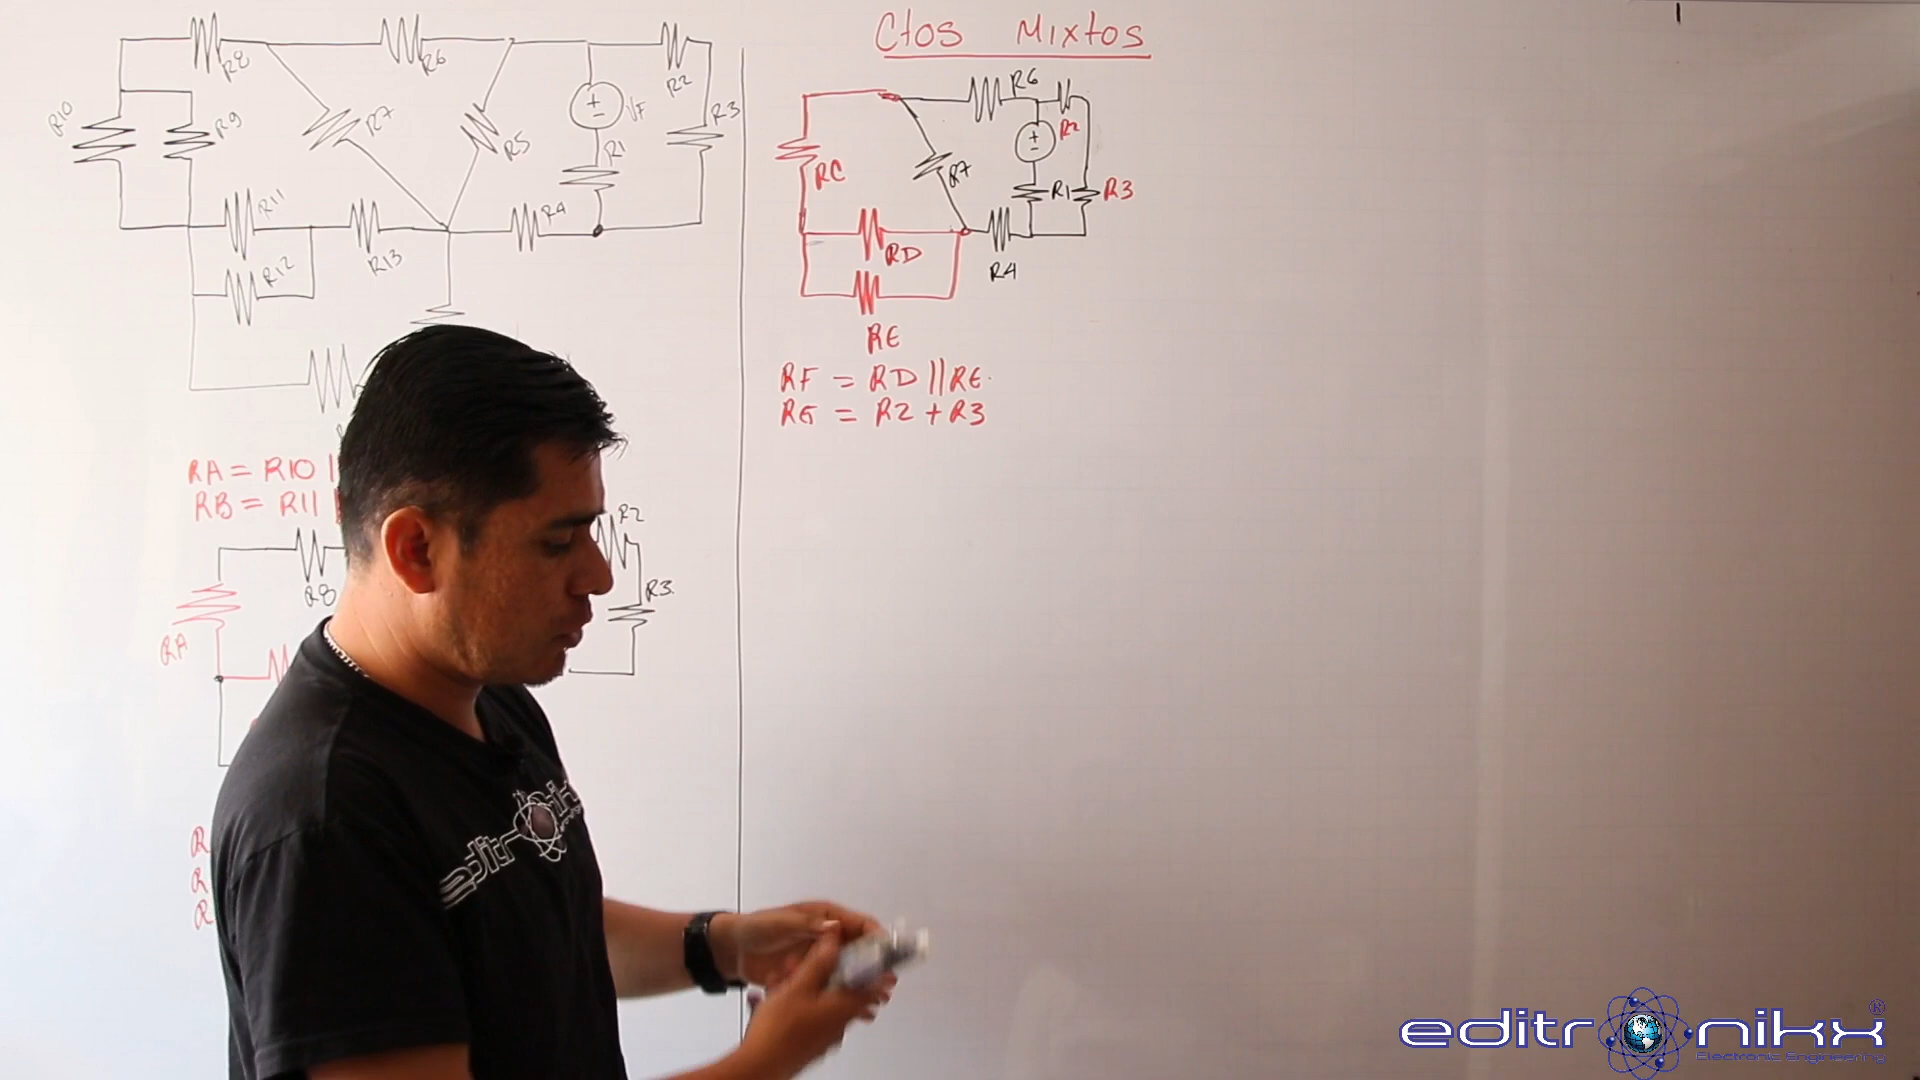 Ctos Mixtos
R8
R6
R2
R10
R9
R7
R5
VF
R1
R3
R11
R4
R12
R13
RA = R10 |
RB = R11
R2
R8
R3.
RA
R
R
R
R6
R2
RC
R7
R1
R3
RD
R4
RE
RF = RD || RE.
RG = R2 + R3
editronikx
editronikx®
Electronic Engineering